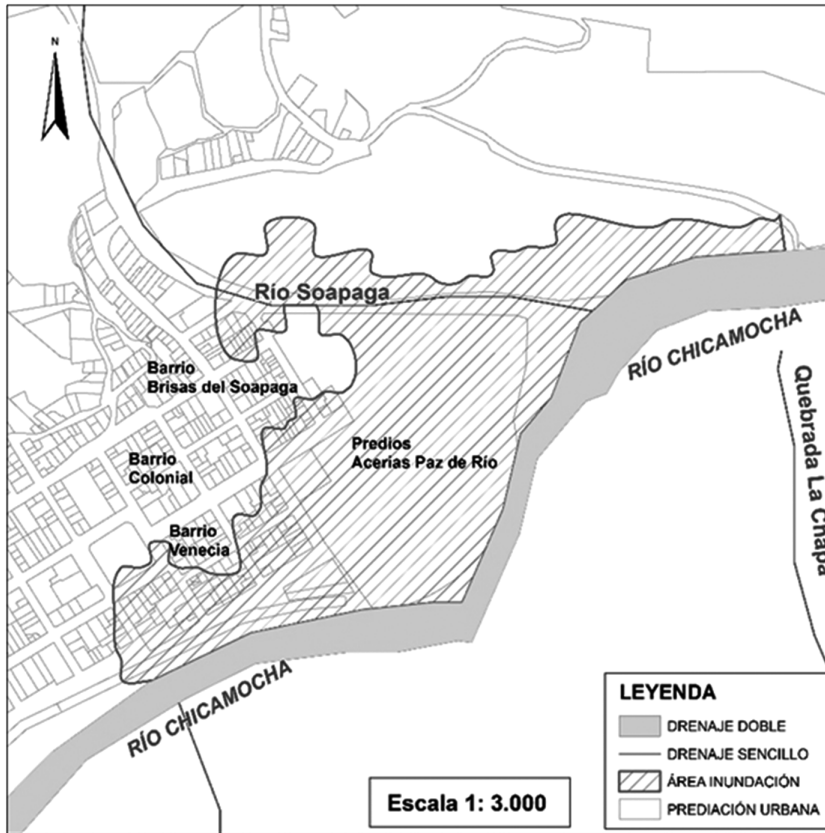 N
Río Soapaga
RÍO CHICAMOCHA
Barrio
Brisas del Soapaga
Quebrada La Chapa
Predios
Acerías Paz de Río
Barrio
Colonial
Barrio
Venecia
RÍO CHICAMOCHA
LEYENDA
DRENAJE DOBLE
DRENAJE SENCILLO
ÁREA INUNDACIÓN
PREDIACIÓN URBANA
Escala 1: 3.000